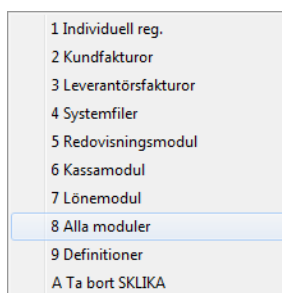 1 Individuell reg.
2 Kundfakturor
3 Leverantörsfakturor
4 Systemfiler
5 Redovisningsmodul
6 Kassamodul
7 Lönemodul
8 Alla moduler
9 Definitioner
A Ta bort SKLIKA